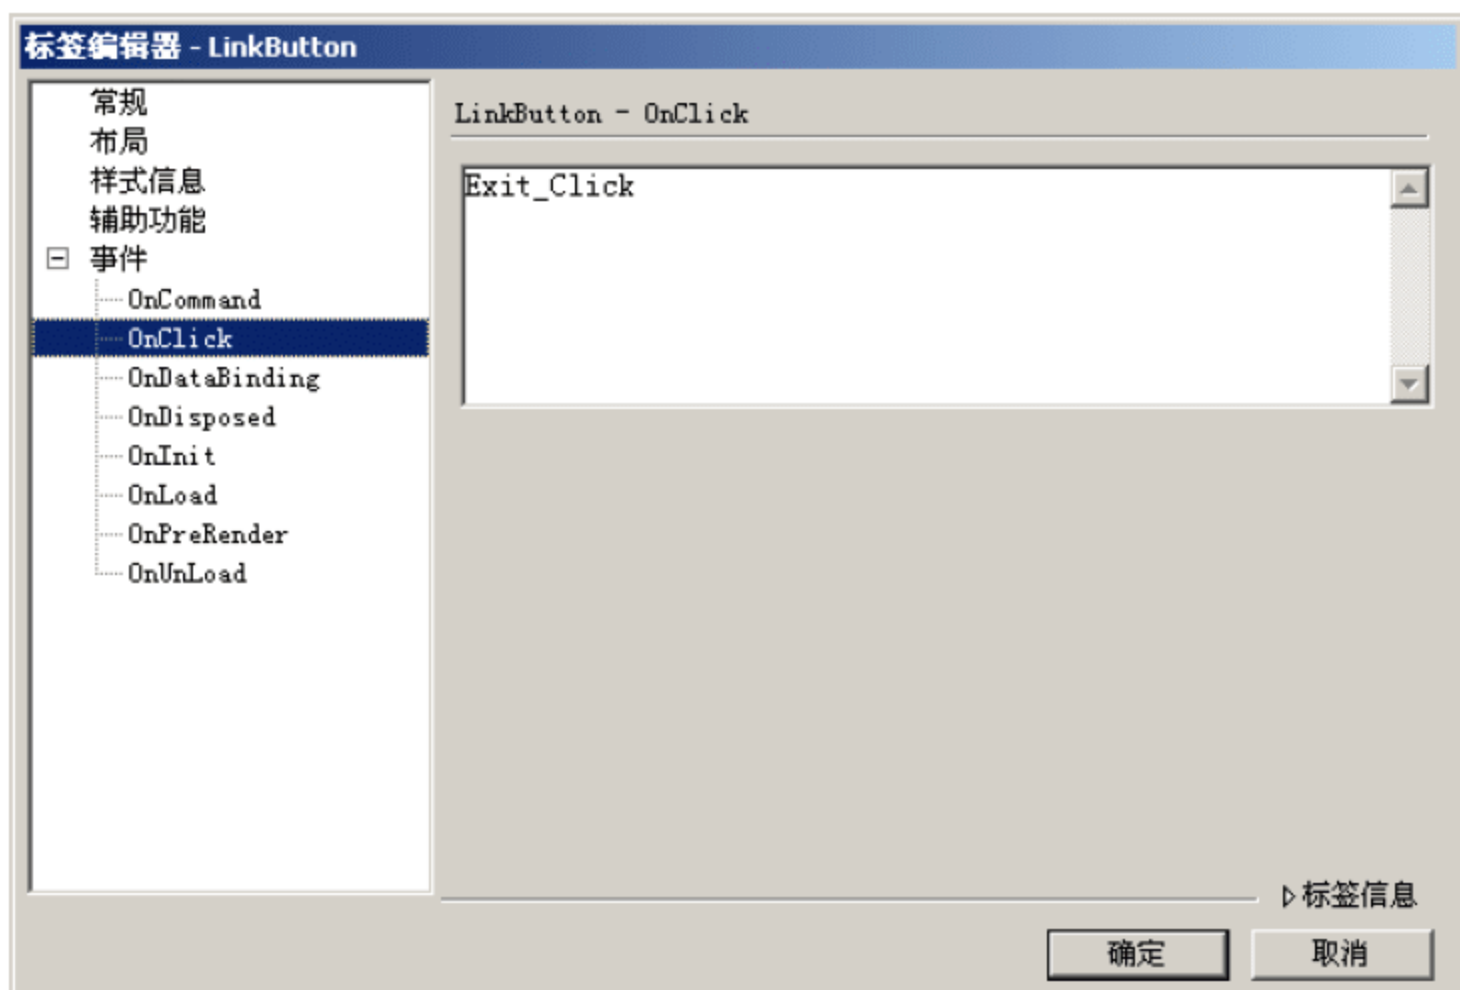 标签编辑器 - LinkButton
常规
布局
样式信息
辅助功能
事件
OnCommand
OnClick
OnDataBinding
OnDisposed
OnInit
OnLoad
OnPreRender
OnUnLoad
LinkButton - OnClick
Exit_Click
标签信息
确定
取消